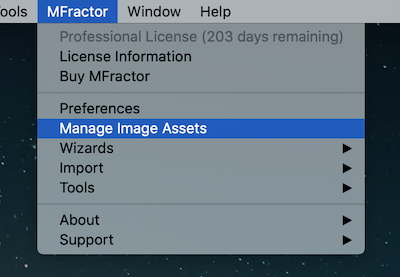 ools MFractor Window Help
Professional License (203 days remaining)
License Information
Buy MFractor
Preferences
Manage Image Assets
Wizards
Import
Tools
About
Support